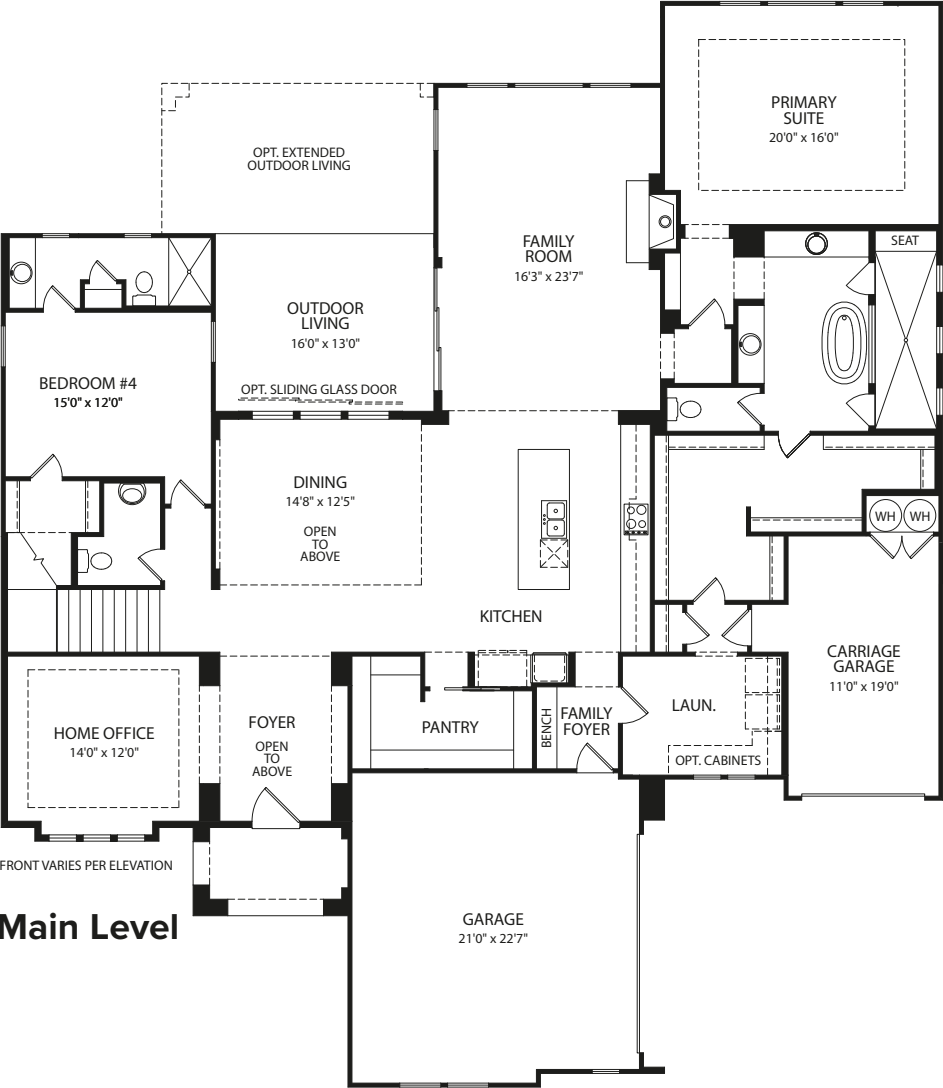 PRIMARY
SUITE
20'0" x 16'0"
OPT. EXTENDED
OUTDOOR LIVING
FAMILY
ROOM
16'3" x 23'7"
SEAT
OUTDOOR
LIVING
16'0" x 13'0"
OPT. SLIDING GLASS DOOR
BEDROOM #4
15'0" x 12'0"
DINING
14'8" x 12'5"
OPEN
TO
ABOVE
WH
WH
KITCHEN
CARRIAGE
GARAGE
11'0" x 19'0"
HOME OFFICE
14'0" x 12'0"
FOYER
OPEN
TO
ABOVE
PANTRY
BENCH
FAMILY
FOYER
LAUN.
OPT. CABINETS
FRONT VARIES PER ELEVATION
Main Level
GARAGE
21'0" x 22'7"